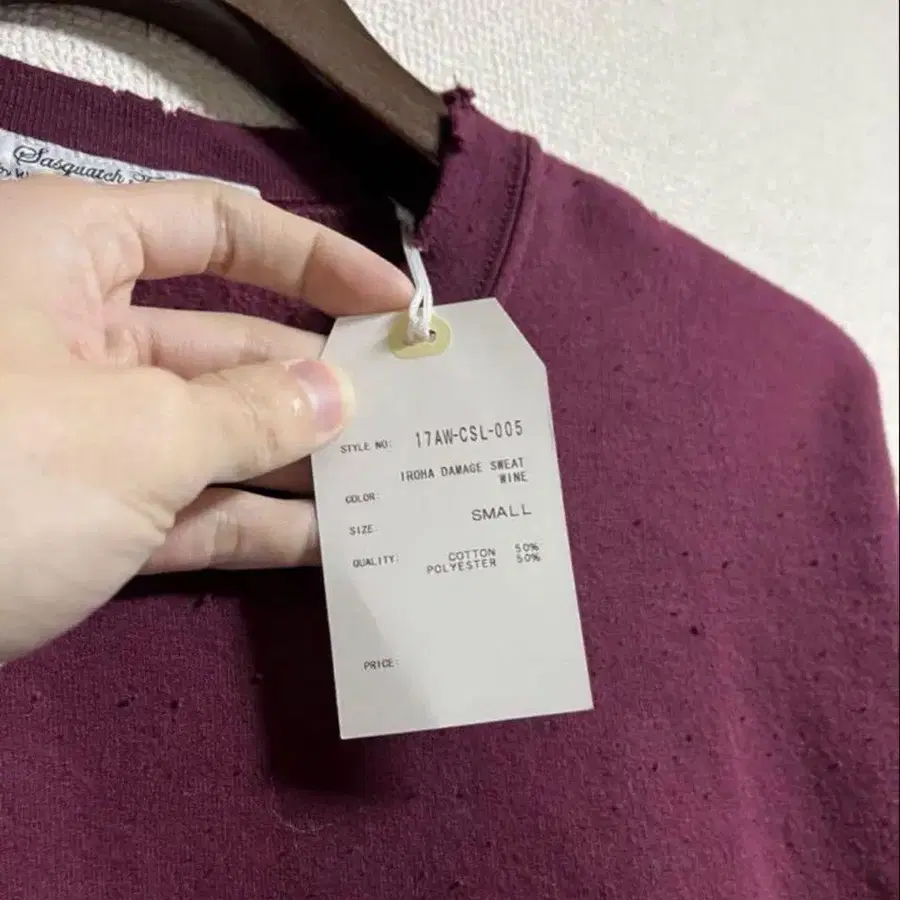 Sasquatch
STYLE NO: 17AW-CSL-005
IROHA DAMAGE SWEAT
COLOR: WINE
SIZE: SMALL
QUALITY: COTTON 50%
POLYESTER 50%
PRICE: